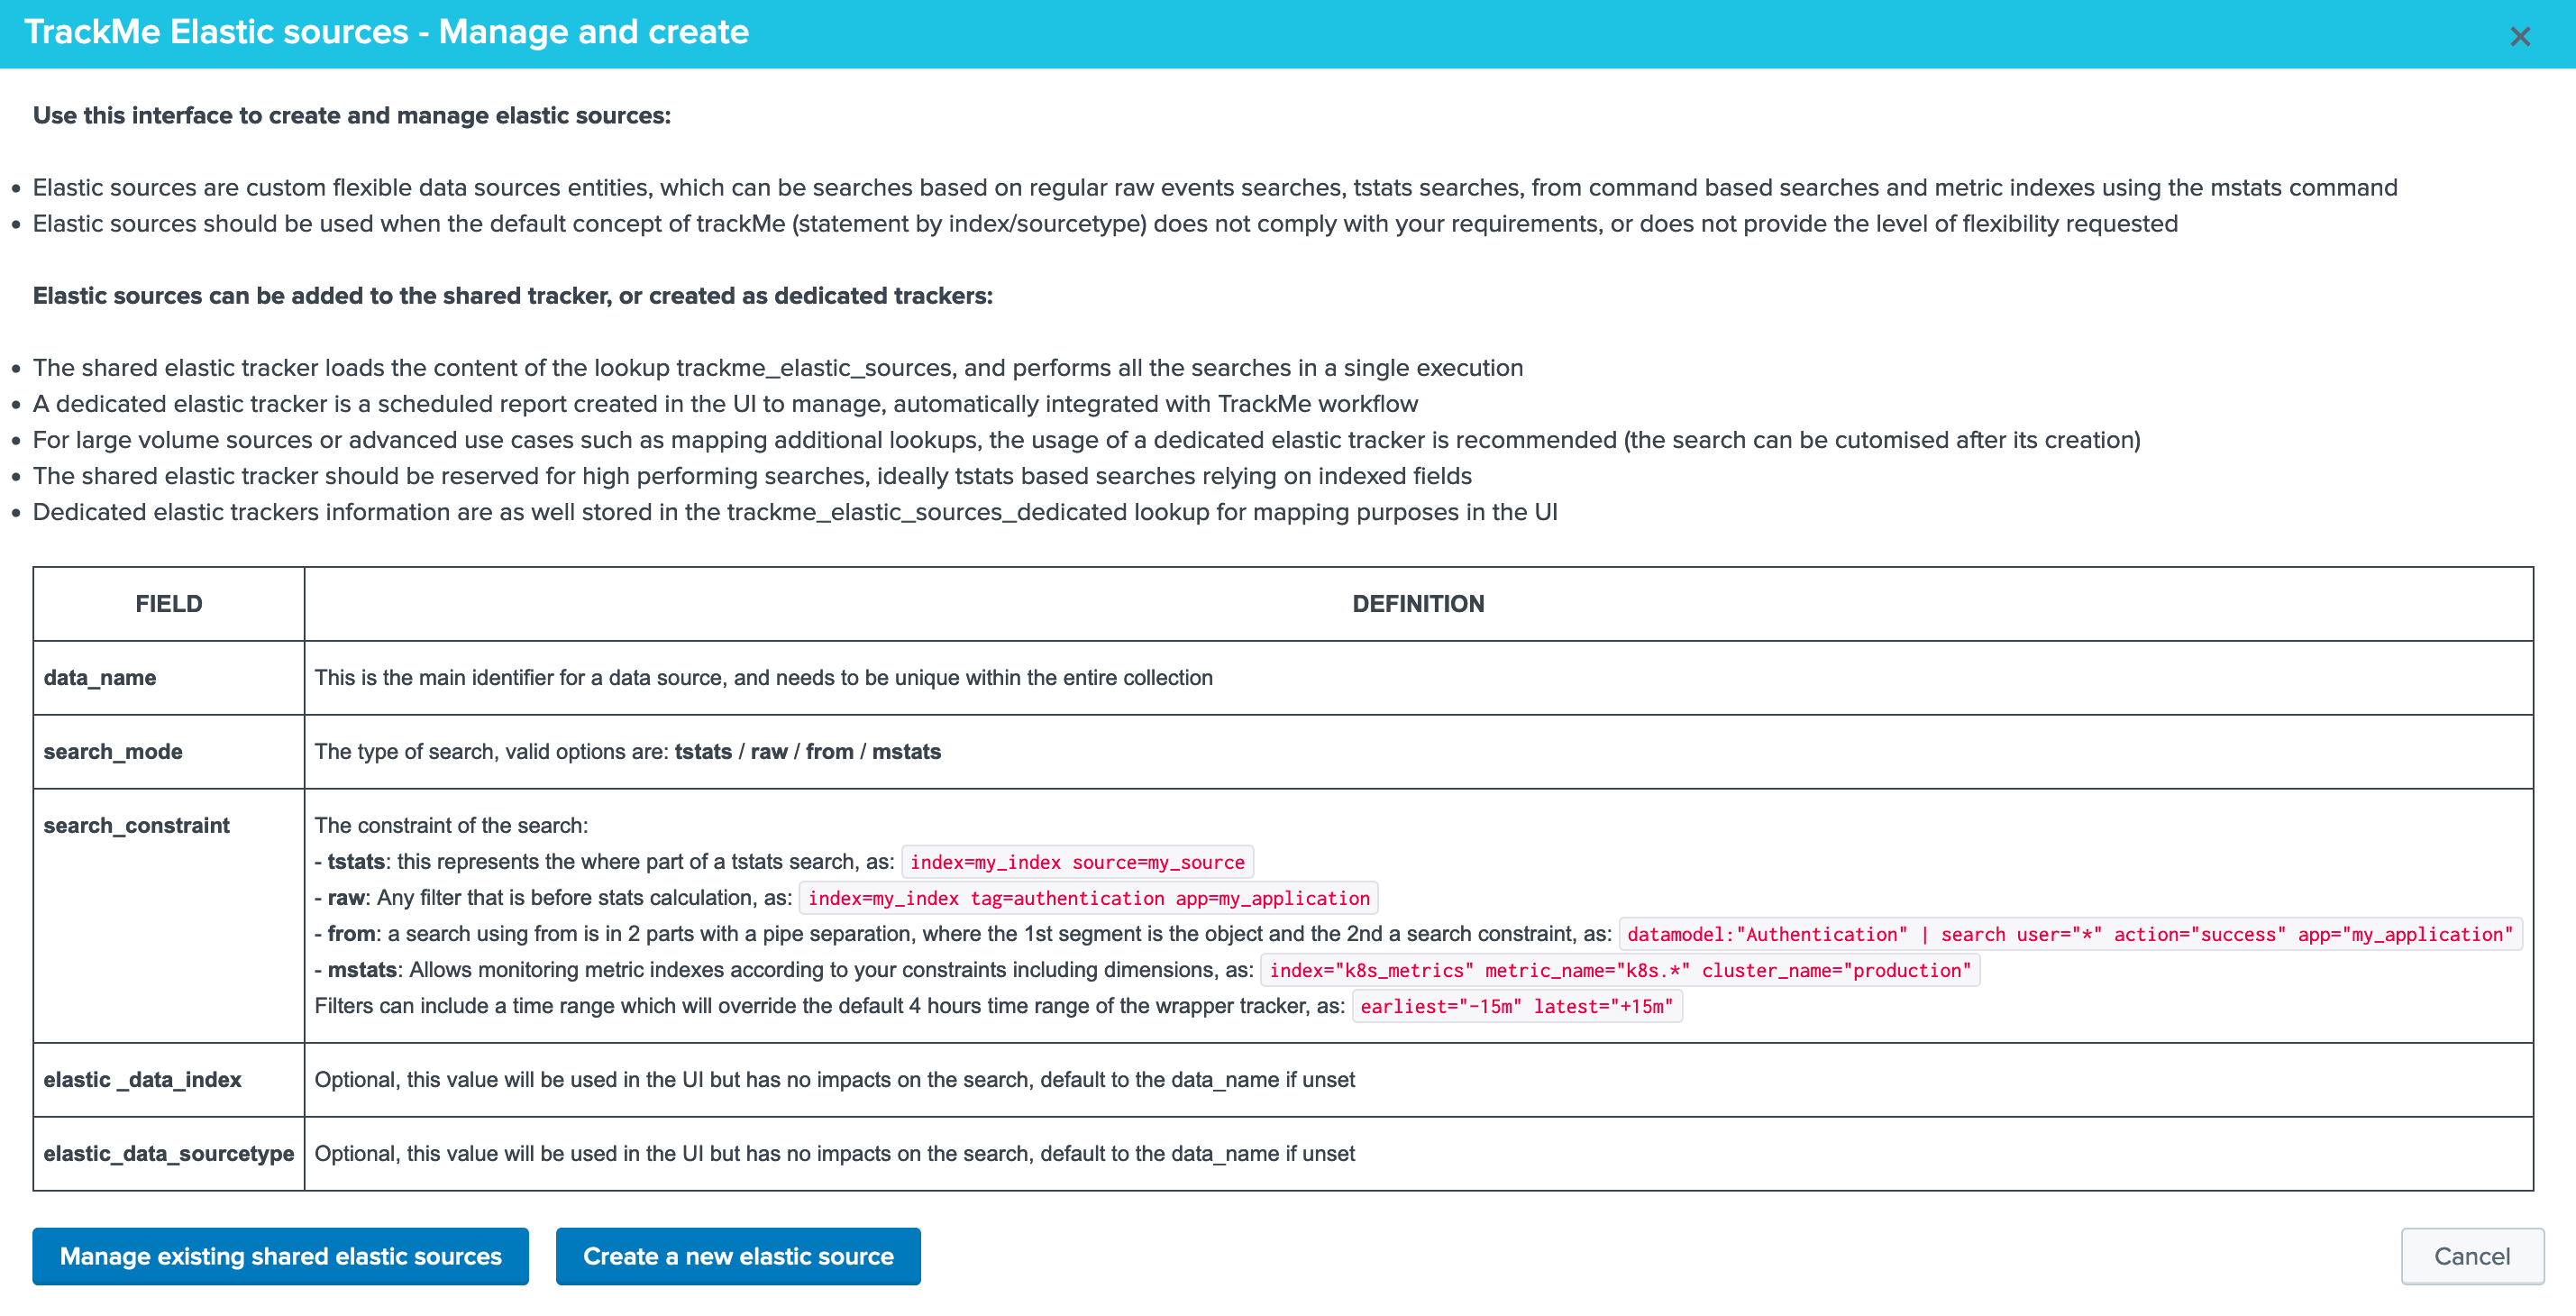 TrackMe Elastic sources - Manage and create
×
Use this interface to create and manage elastic sources:
• Elastic sources are custom flexible data sources entities, which can be searches based on regular raw events searches, tstats searches, from command based searches and metric indexes using the mstats command
• Elastic sources should be used when the default concept of trackMe (statement by index/sourcetype) does not comply with your requirements, or does not provide the level of flexibility requested
Elastic sources can be added to the shared tracker, or created as dedicated trackers:
• The shared elastic tracker loads the content of the lookup trackme_elastic_sources, and performs all the searches in a single execution
• A dedicated elastic tracker is a scheduled report created in the UI to manage, automatically integrated with TrackMe workflow
• For large volume sources or advanced use cases such as mapping additional lookups, the usage of a dedicated elastic tracker is recommended (the search can be cutomised after its creation)
• The shared elastic tracker should be reserved for high performing searches, ideally tstats based searches relying on indexed fields
• Dedicated elastic trackers information are as well stored in the trackme_elastic_sources_dedicated lookup for mapping purposes in the UI
FIELD DEFINITION
data_name This is the main identifier for a data source, and needs to be unique within the entire collection
search_mode The type of search, valid options are: tstats / raw / from / mstats
search_constraint The constraint of the search:
- tstats: this represents the where part of a tstats search, as: index=my_index source=my_source
- raw: Any filter that is before stats calculation, as: index=my_index tag=authentication app=my_application
- from: a search using from is in 2 parts with a pipe separation, where the 1st segment is the object and the 2nd a search constraint, as: datamodel:"Authentication" | search user="*" action="success" app="my_application"
- mstats: Allows monitoring metric indexes according to your constraints including dimensions, as: index="k8s_metrics" metric_name="k8s.*" cluster_name="production"
Filters can include a time range which will override the default 4 hours time range of the wrapper tracker, as: earliest="-15m" latest="+15m"
elastic _data_index Optional, this value will be used in the UI but has no impacts on the search, default to the data_name if unset
elastic_data_sourcetype Optional, this value will be used in the UI but has no impacts on the search, default to the data_name if unset
Manage existing shared elastic sources Create a new elastic source Cancel